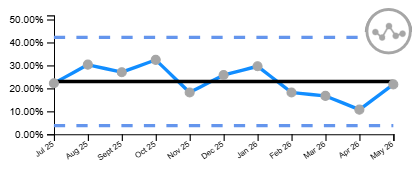 50.00%
40.00%
30.00%
20.00%
10.00%
0.00%
Jul 25
Aug 25
Sept 25
Oct 25
Nov 25
Dec 25
Jan 26
Feb 26
Mar 26
Apr 26
May 26